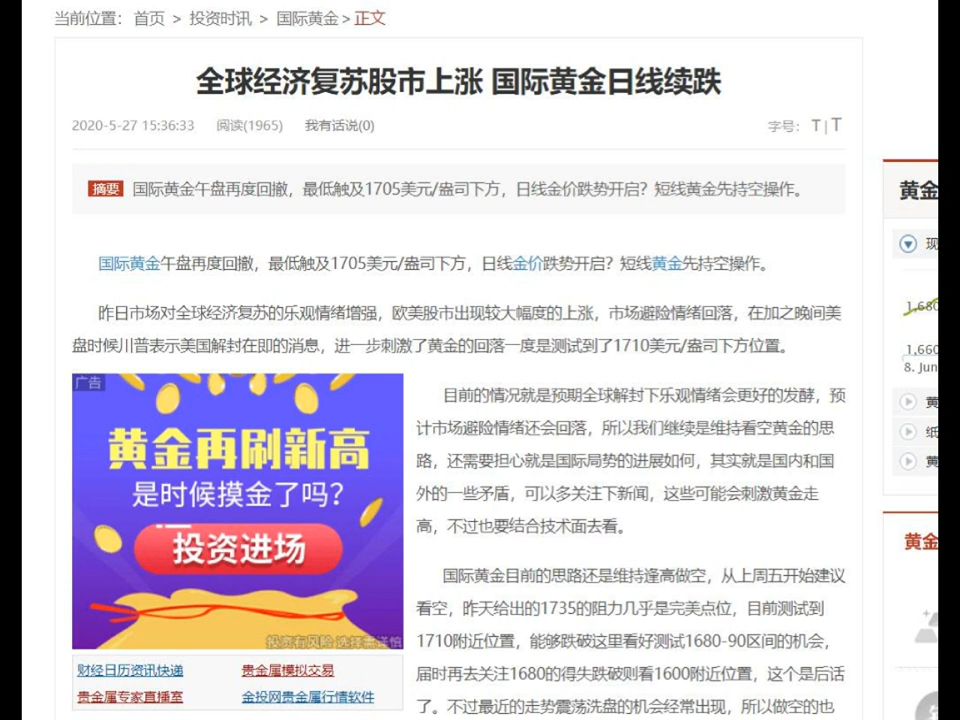 当前位置：首页 > 投资时讯 > 国际黄金 > 正文
全球经济复苏股市上涨 国际黄金日线续跌
2020-5-27 15:36:33 阅读(1965) 我有话说(0)
字号： T | T
摘要 国际黄金午盘再度回撤，最低触及1705美元/盎司下方，日线金价跌势开启？短线黄金先持空操作。
国际黄金午盘再度回撤，最低触及1705美元/盎司下方，日线金价跌势开启？短线黄金先持空操作。
昨日市场对全球经济复苏的乐观情绪增强，欧美股市出现较大幅度的上涨，市场避险情绪回落，在加之晚间美
盘时候川普表示美国解封在即的消息，进一步刺激了黄金的回落一度是测试到了1710美元/盎司下方位置。
广告
黄金再刷新高
是时候摸金了吗？
投资进场
投资有风险 选择需谨慎
财经日历资讯快递 贵金属模拟交易
贵金属专家直播室 金投网贵金属行情软件
目前的情况就是预期全球解封下乐观情绪会更好的发酵，预
计市场避险情绪还会回落，所以我们继续是维持看空黄金的思
路，还需要担心就是国际局势的进展如何，其实就是国内和国
外的一些矛盾，可以多关注下新闻，这些可能会刺激黄金走
高，不过也要结合技术面去看。
国际黄金目前的思路还是维持逢高做空，从上周五开始建议
看空，昨天给出的1735的阻力几乎是完美点位，目前测试到
1710附近位置，能够跌破这里看好测试1680-90区间的机会，
届时再去关注1680的得失跌破则看1600附近位置，这个是后话
了。不过最近的走势震荡洗盘的机会经常出现，所以做空的也
黄金
现
1,680
1,660
8. Jun
黄
纸
黄
黄金